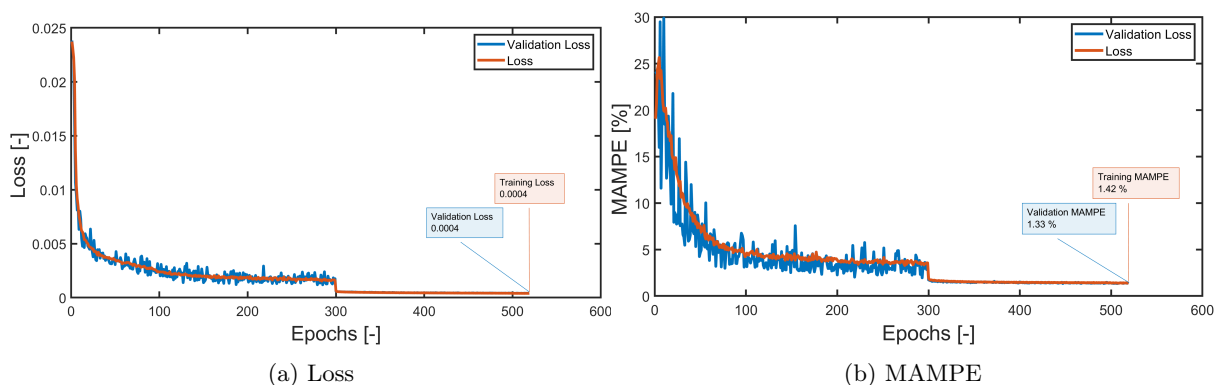 0.025
0.02
0.015
0.01
0.005
0
Loss [-]
0 100 200 300 400 500 600
Epochs [-]
Validation Loss
Loss
Training Loss
0.0004
Validation Loss
0.0004
(a) Loss
30
25
20
15
10
5
0
MAMPE [%]
0 100 200 300 400 500 600
Epochs [-]
Validation Loss
Loss
Training MAMPE
1.42 %
Validation MAMPE
1.33 %
(b) MAMPE